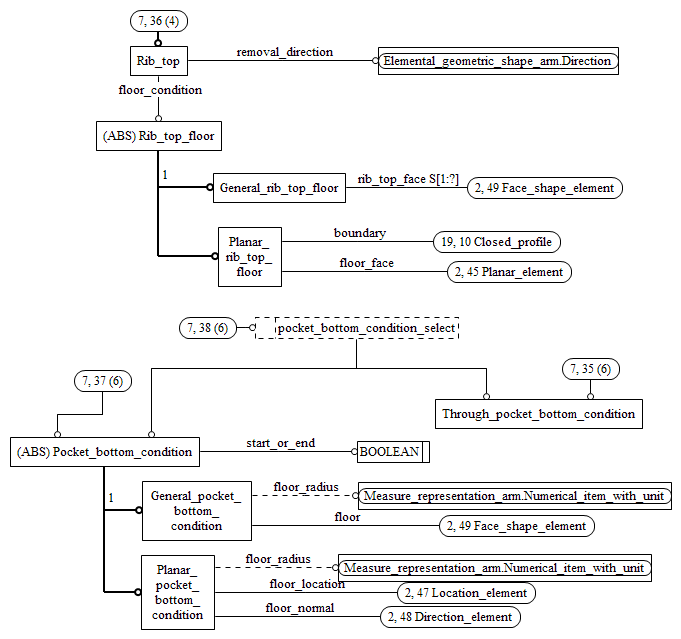 7, 36 (4)
Rib_top
removal_direction
Elemental_geometric_shape_arm.Direction
floor_condition
(ABS) Rib_top_floor
1
General_rib_top_floor
rib_top_face S[1:?]
2, 49 Face_shape_element
Planar_
rib_top_
floor
boundary
19, 10 Closed_profile
floor_face
2, 45 Planar_element
7, 38 (6)
pocket_bottom_condition_select
7, 37 (6)
7, 35 (6)
Through_pocket_bottom_condition
(ABS) Pocket_bottom_condition
start_or_end
BOOLEAN
1
General_pocket_
bottom_
condition
floor_radius
Measure_representation_arm.Numerical_item_with_unit
floor
2, 49 Face_shape_element
Planar_
pocket_
bottom_
condition
floor_radius
Measure_representation_arm.Numerical_item_with_unit
floor_location
2, 47 Location_element
floor_normal
2, 48 Direction_element